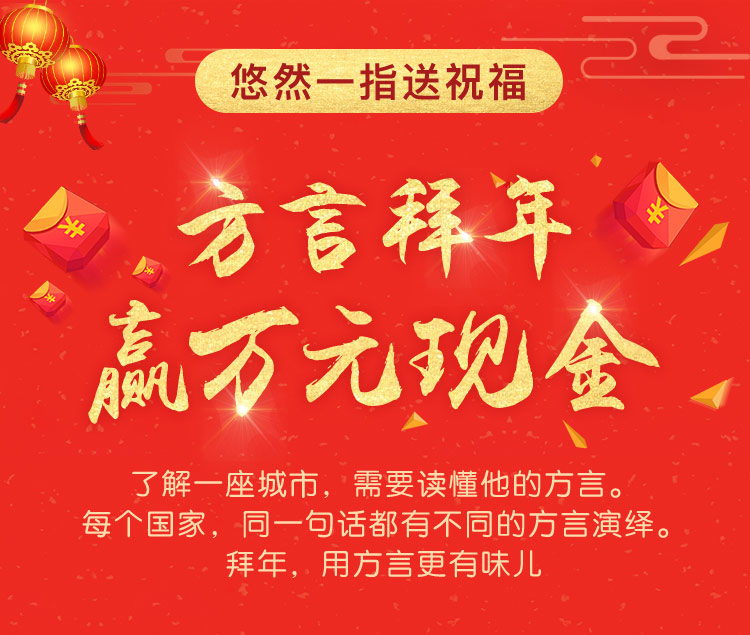 悠然一指送祝福
方言拜年
赢万元现金
了解一座城市，需要读懂他的方言。
每个国家，同一句话都有不同的方言演绎。
拜年，用方言更有味儿